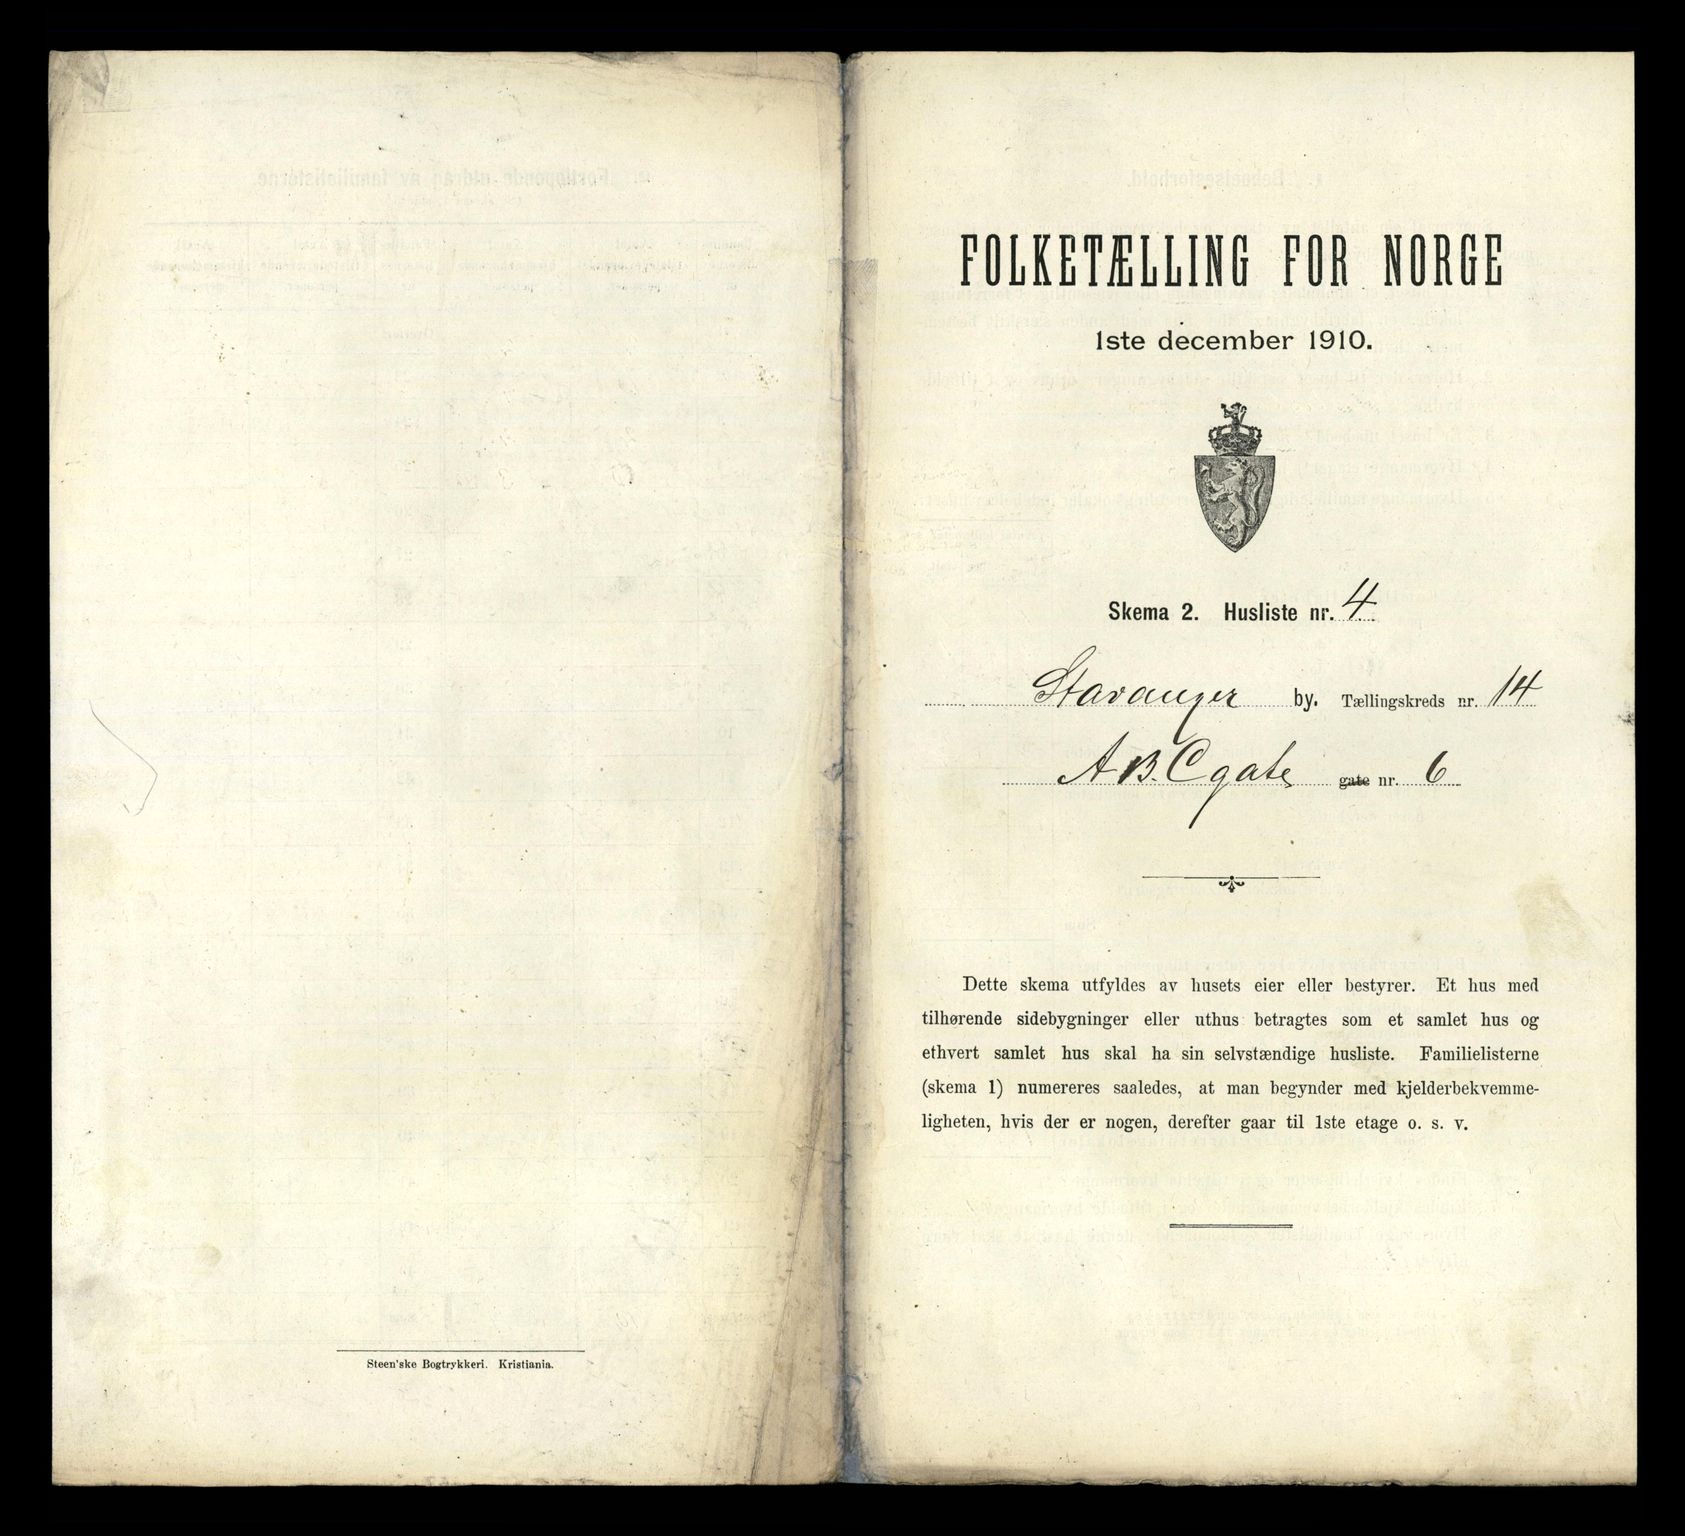 Steen'ske Bogtrykkeri. Kristiania.
FOLKETÆLLING FOR NORGE
1ste december 1910.
Skema 2. Husliste nr. 4
Stavanger by. Tællingskreds nr. 14
A.B.Cgate gate nr. 6
Dette skema utfyldes av husets eier eller bestyrer. Et hus med
tilhørende sidebygninger eller uthus betragtes som et samlet hus og
ethvert samlet hus skal ha sin selvstændige husliste. Familielisterne
(skema 1) numereres saaledes, at man begynder med kjelderbekvemme-
ligheten, hvis der er nogen, derefter gaar til 1ste etage o. s. v.